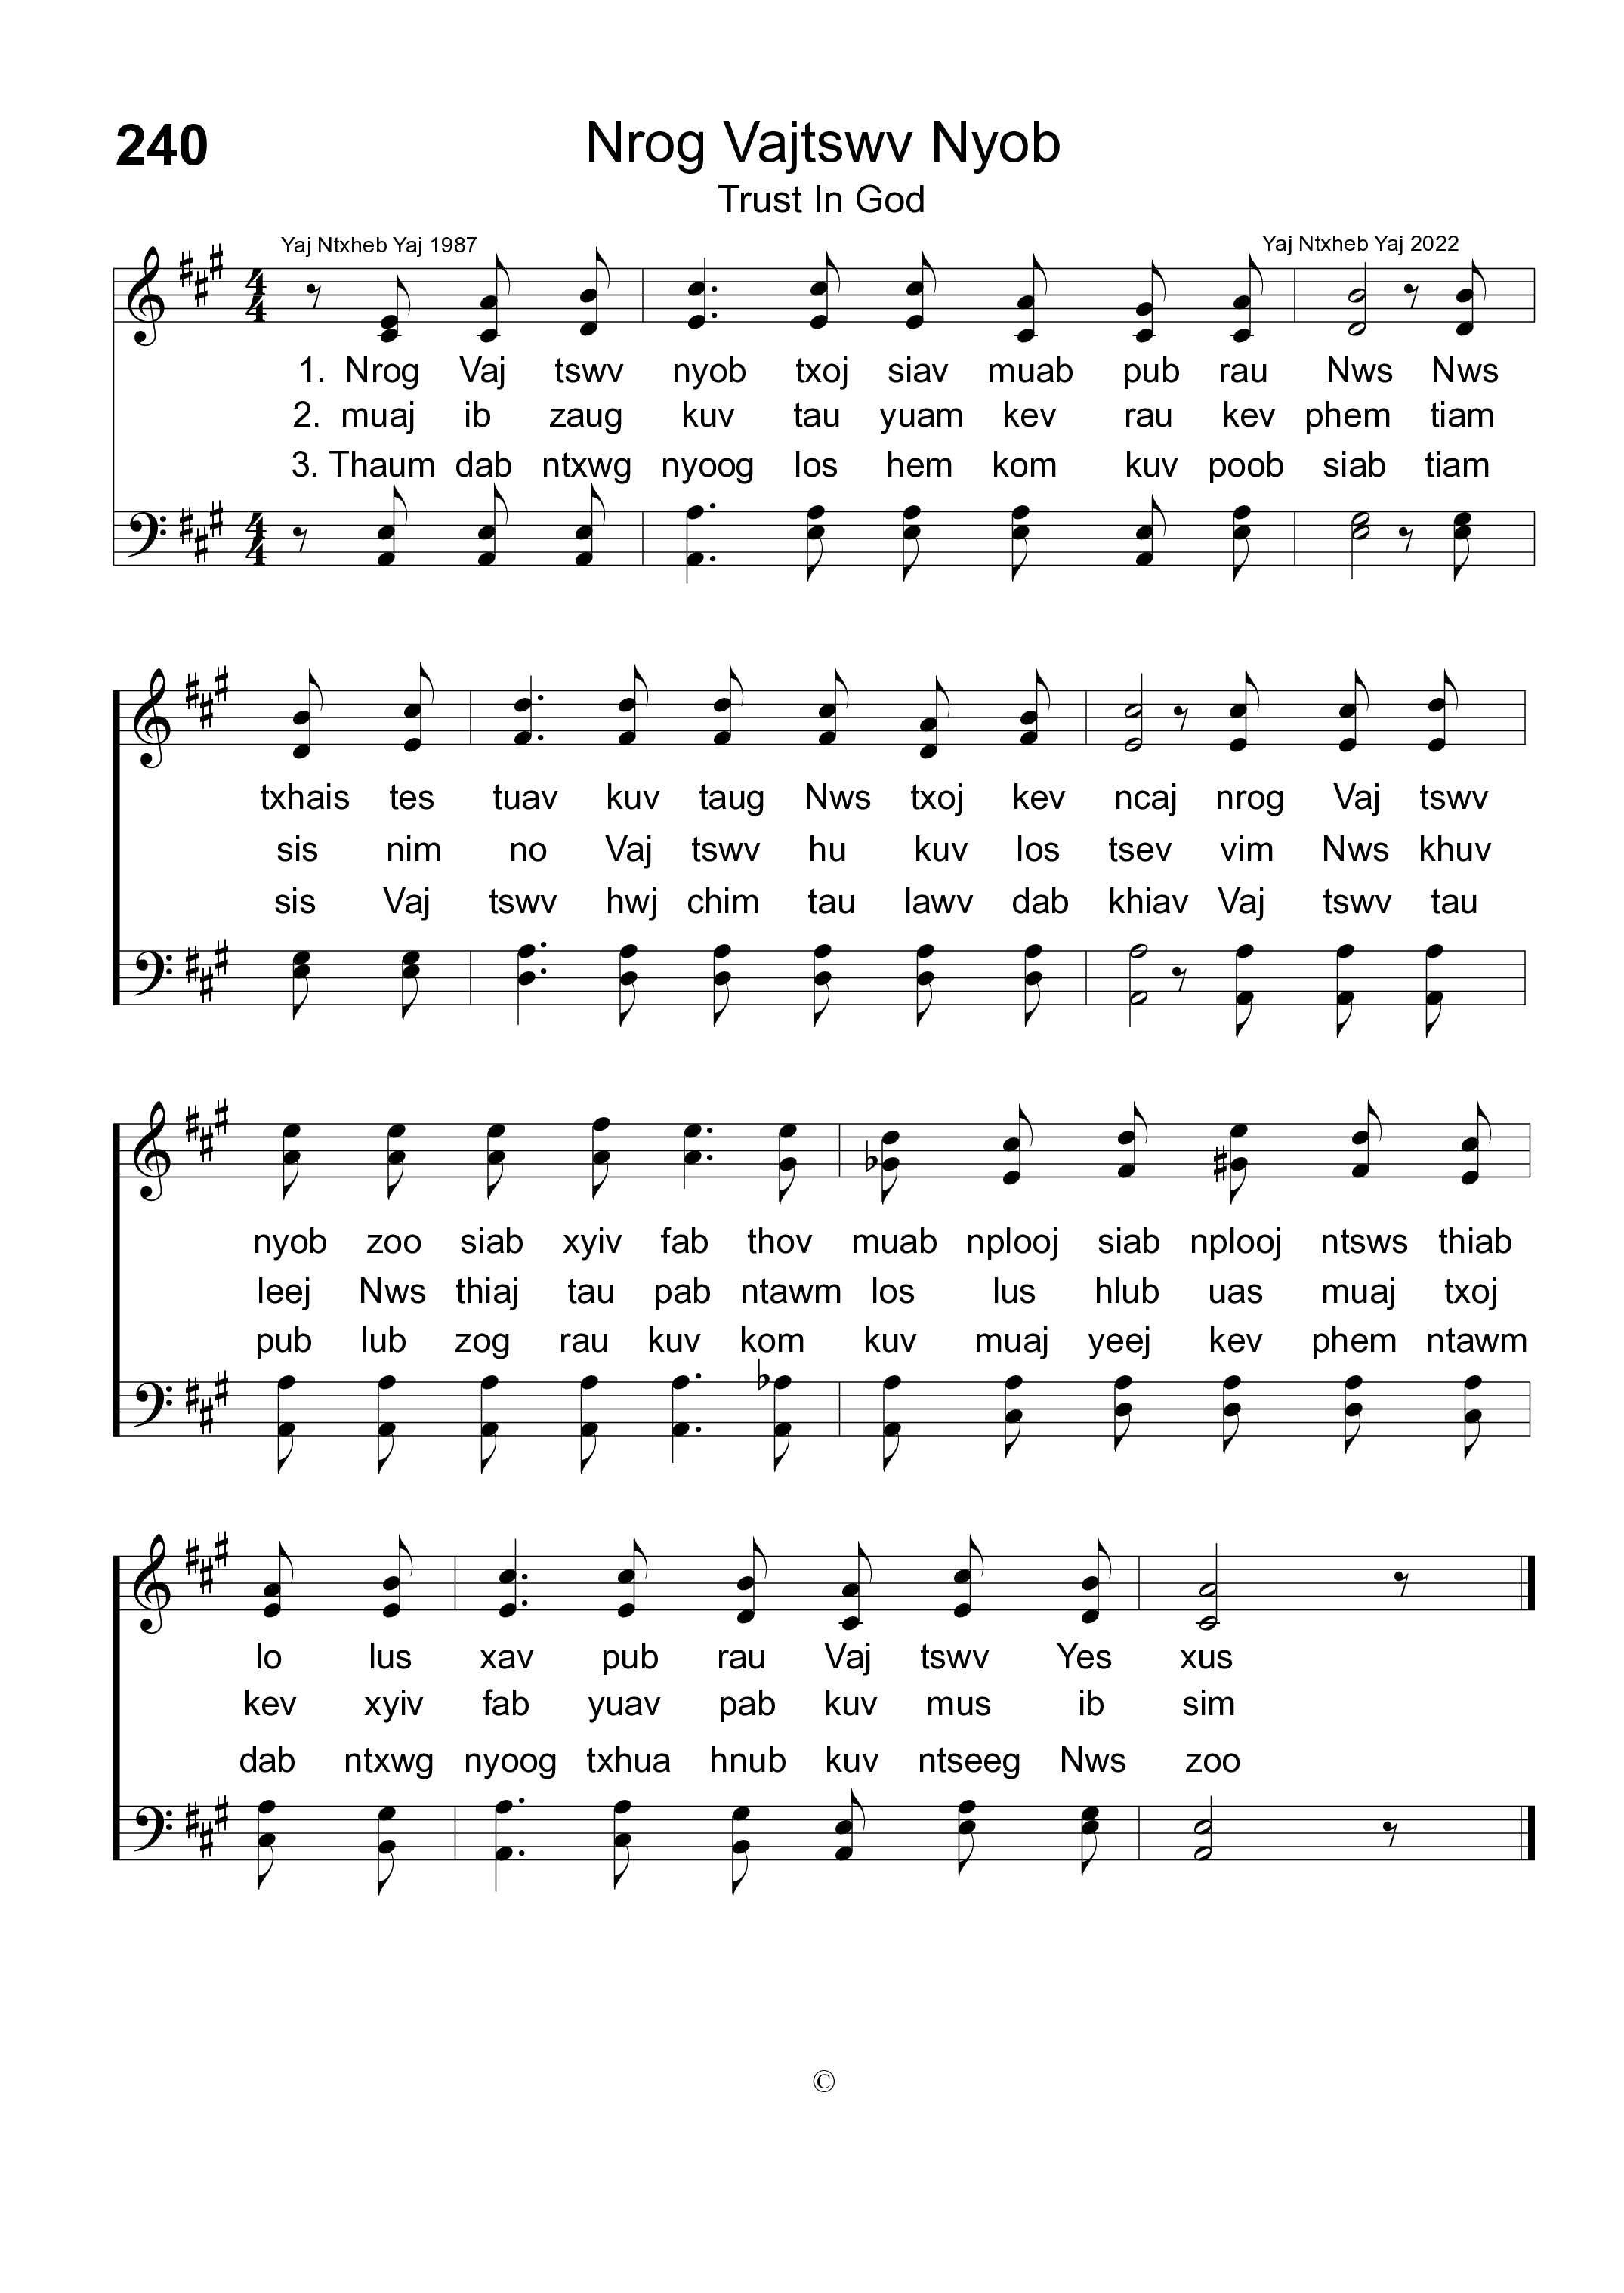 240
Nrog Vajtswv Nyob
Trust In God
Yaj Ntxheb Yaj 1987
Yaj Ntxheb Yaj 2022
1. Nrog Vaj tswv nyob txoj siav muab pub rau Nws Nws
2. muaj ib zaug kuv tau yuam kev rau kev phem tiam
3. Thaum dab ntxwg nyoog los hem kom kuv poob siab tiam
txhais tes tuav kuv taug Nws txoj kev ncaj nrog Vaj tswv
sis nim no Vaj tswv hu kuv los tsev vim Nws khuv
sis Vaj tswv hwj chim tau lawv dab khiav Vaj tswv tau
nyob zoo siab xyiv fab thov muab nplooj siab nplooj ntsws thiab
leej Nws thiaj tau pab ntawm los lus hlub uas muaj txoj
pub lub zog rau kuv kom kuv muaj yeej kev phem ntawm
lo lus xav pub rau Vaj tswv Yes xus
kev xyiv fab yuav pab kuv mus ib sim
dab ntxwg nyoog txhua hnub kuv ntseeg Nws zoo
©